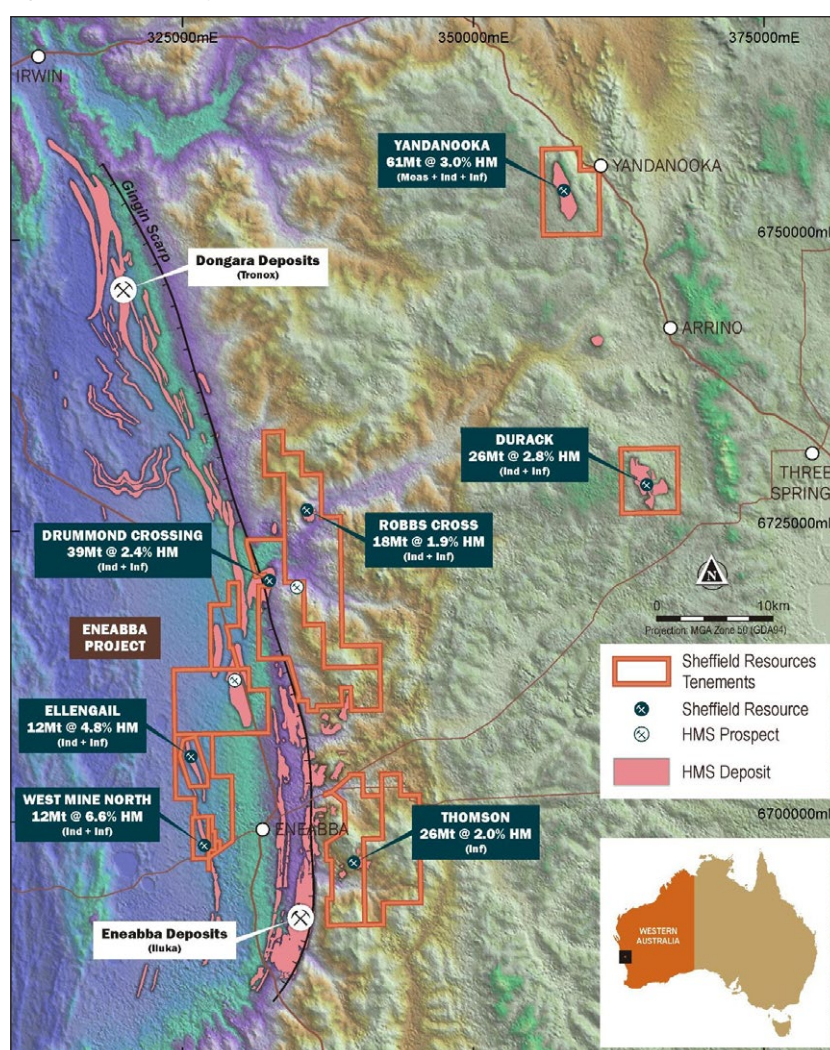 325000mE
350000mE
375000mE
IRWIN
YANDANOOKA
61Mt @ 3.0% HM
(Moas + Ind + Inf)
YANDANOOKA
Gingin Scarp
6750000mN
Dongara Deposits
(Tronox)
ARRINO
DURACK
26Mt @ 2.8% HM
(Ind + Inf)
THREE
SPRING
ROBBS CROSS
18Mt @ 1.9% HM
(Ind + Inf)
6725000mN
DRUMMOND CROSSING
39Mt @ 2.4% HM
(Ind + Inf)
N
0 10km
Projection: MGA Zone 50 (GDA94)
ENEABBA
PROJECT
Sheffield Resources
Tenements
Sheffield Resource
HMS Prospect
HMS Deposit
ELLENGAIL
12Mt @ 4.8% HM
(Ind + Inf)
WEST MINE NORTH
12Mt @ 6.6% HM
(Ind + Inf)
ENEABBA
THOMSON
26Mt @ 2.0% HM
(Inf)
6700000mN
Eneabba Deposits
(Iluka)
WESTERN
AUSTRALIA